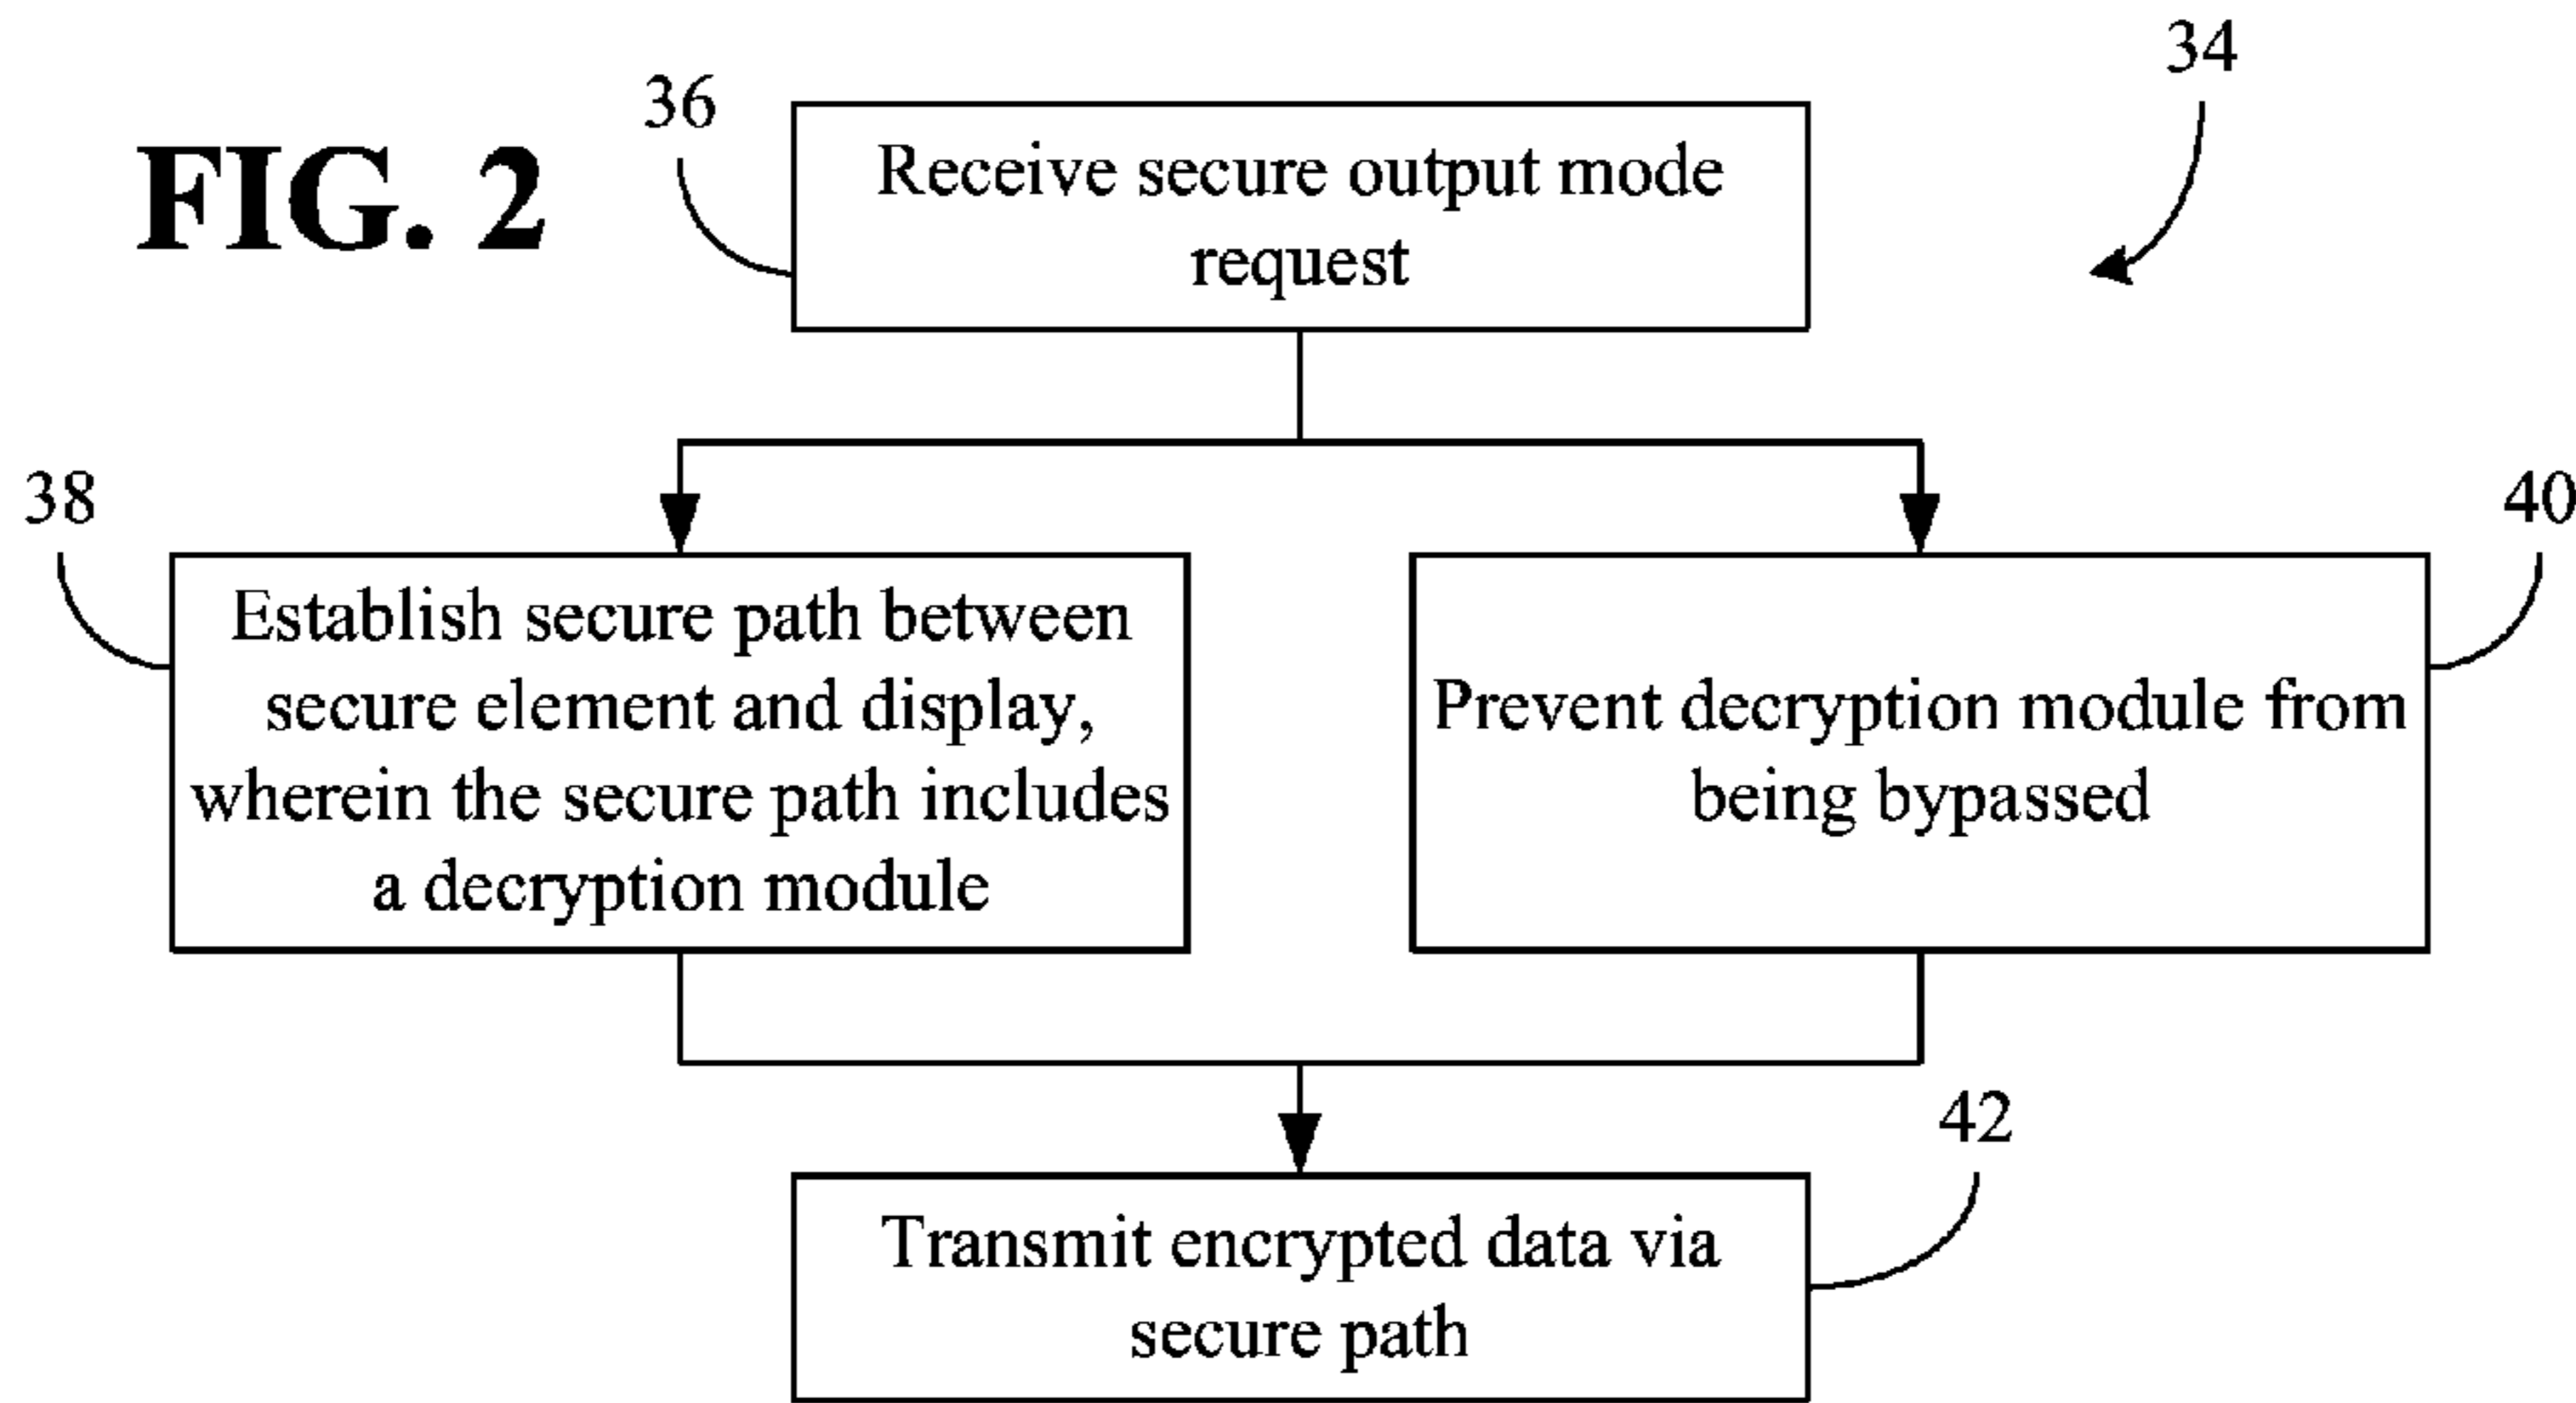 FIG. 2
34
36
Receive secure output mode
request
38
40
Establish secure path between
secure element and display,
wherein the secure path includes
a decryption module
Prevent decryption module from
being bypassed
42
Transmit encrypted data via
secure path